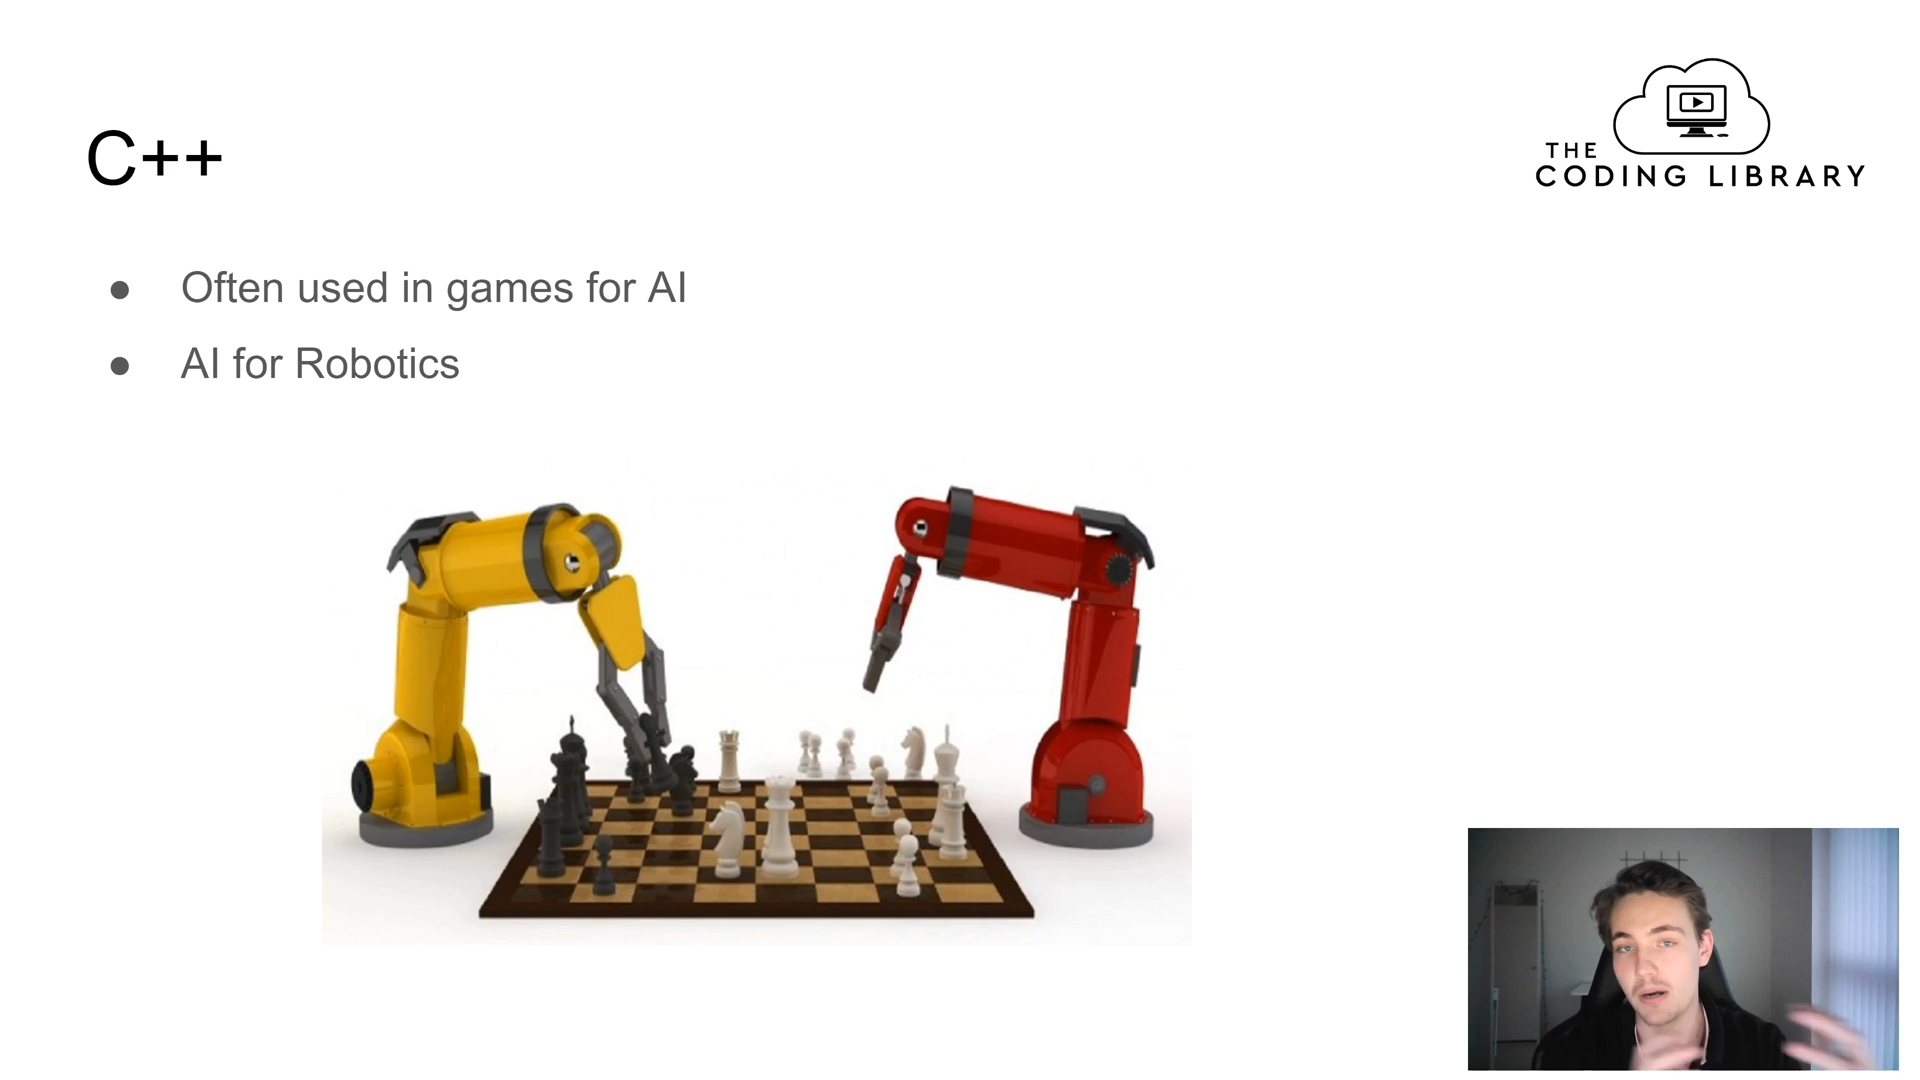 C++
THE
CODING LIBRARY
● Often used in games for AI
● AI for Robotics